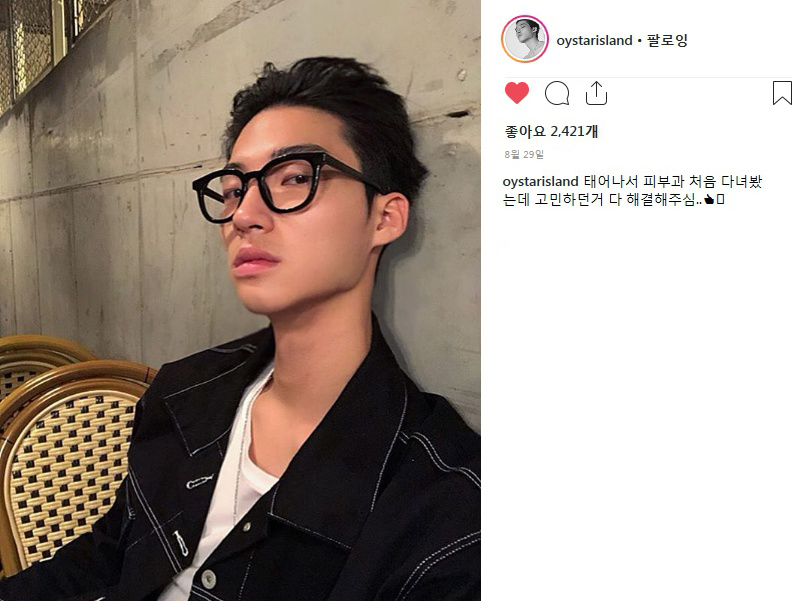 oystarisland • 팔로잉
좋아요 2,421개
8월 29일
oystarisland 태어나서 피부과 처음 다녀봤
는데 고민하던거 다 해결해주심..